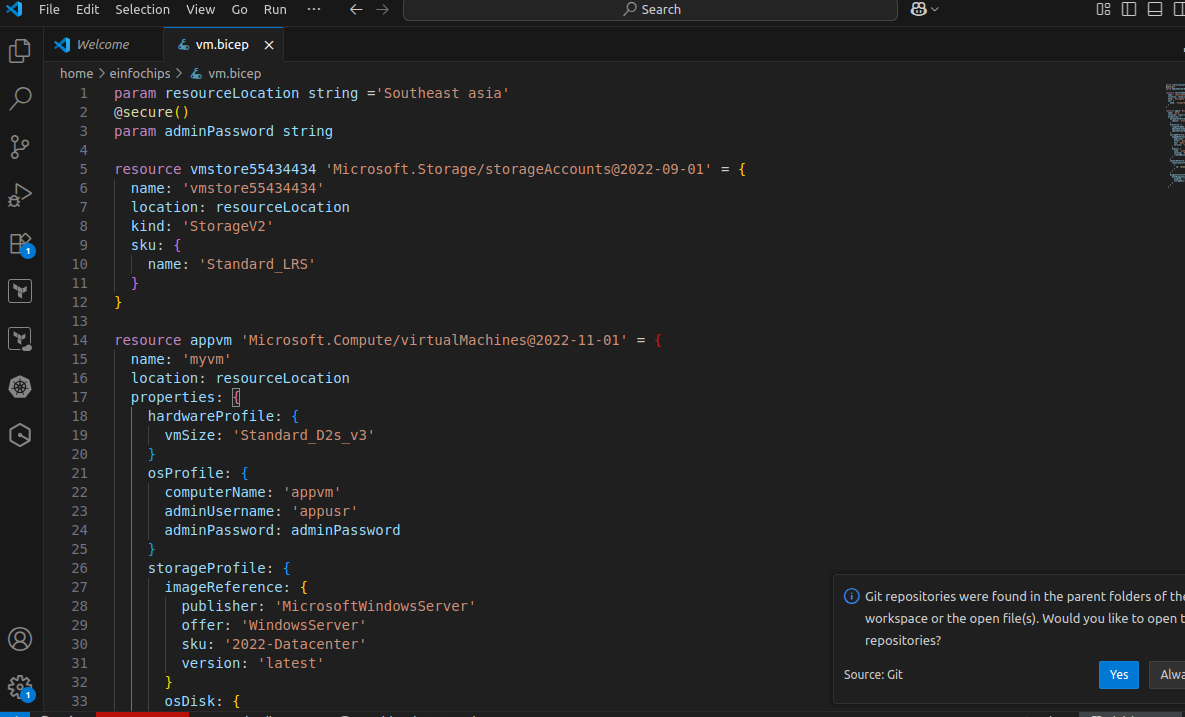 File Edit Selection View Go Run ··· Search
Welcome vm.bicep
home > einfochips > vm.bicep
1 param resourceLocation string ='Southeast asia'
2 @secure()
3 param adminPassword string
4
5 resource vmstore55434434 'Microsoft.Storage/storageAccounts@2022-09-01' = {
6 name: 'vmstore55434434'
7 location: resourceLocation
8 kind: 'StorageV2'
9 sku: {
10 name: 'Standard_LRS'
11 }
12 }
13
14 resource appvm 'Microsoft.Compute/virtualMachines@2022-11-01' = {
15 name: 'myvm'
16 location: resourceLocation
17 properties: {
18 hardwareProfile: {
19 vmSize: 'Standard_D2s_v3'
20 }
21 osProfile: {
22 computerName: 'appvm'
23 adminUsername: 'appusr'
24 adminPassword: adminPassword
25 }
26 storageProfile: {
27 imageReference: {
28 publisher: 'MicrosoftWindowsServer'
29 offer: 'WindowsServer'
30 sku: '2022-Datacenter'
31 version: 'latest'
32 }
33 osDisk: {
1
1
Git repositories were found in the parent folders of the
workspace or the open file(s). Would you like to open t
repositories?
Source: Git Yes Alwa